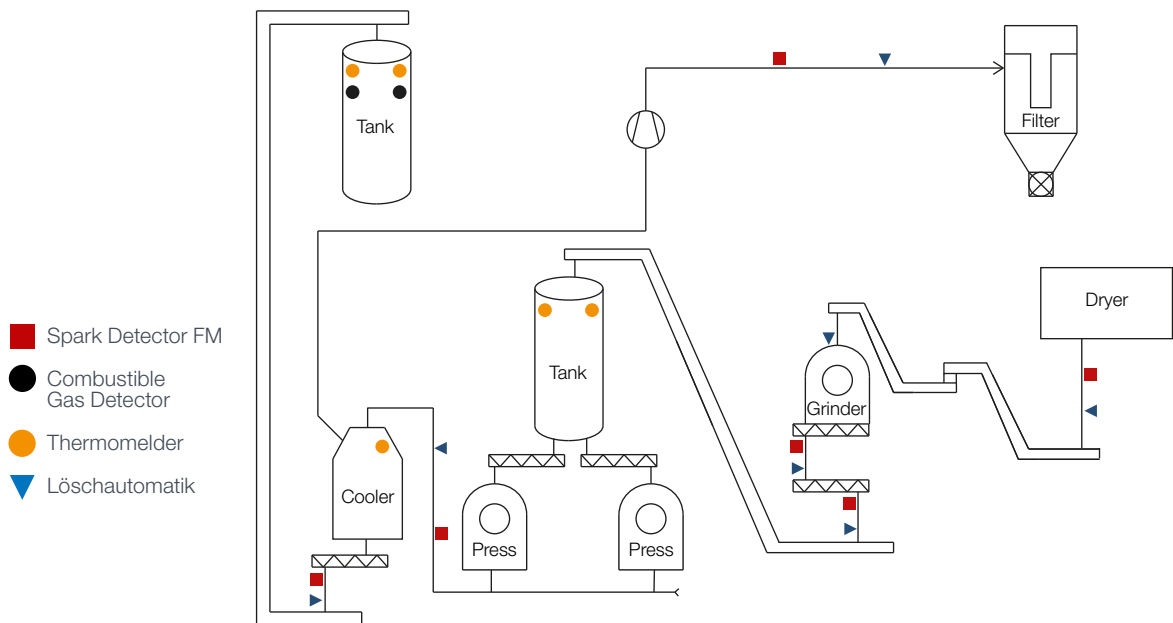 Tank
Filter
Dryer
Spark Detector FM
Combustible
Gas Detector
Tank
Grinder
Thermomelder
Löschautomatik
Cooler
Press
Press